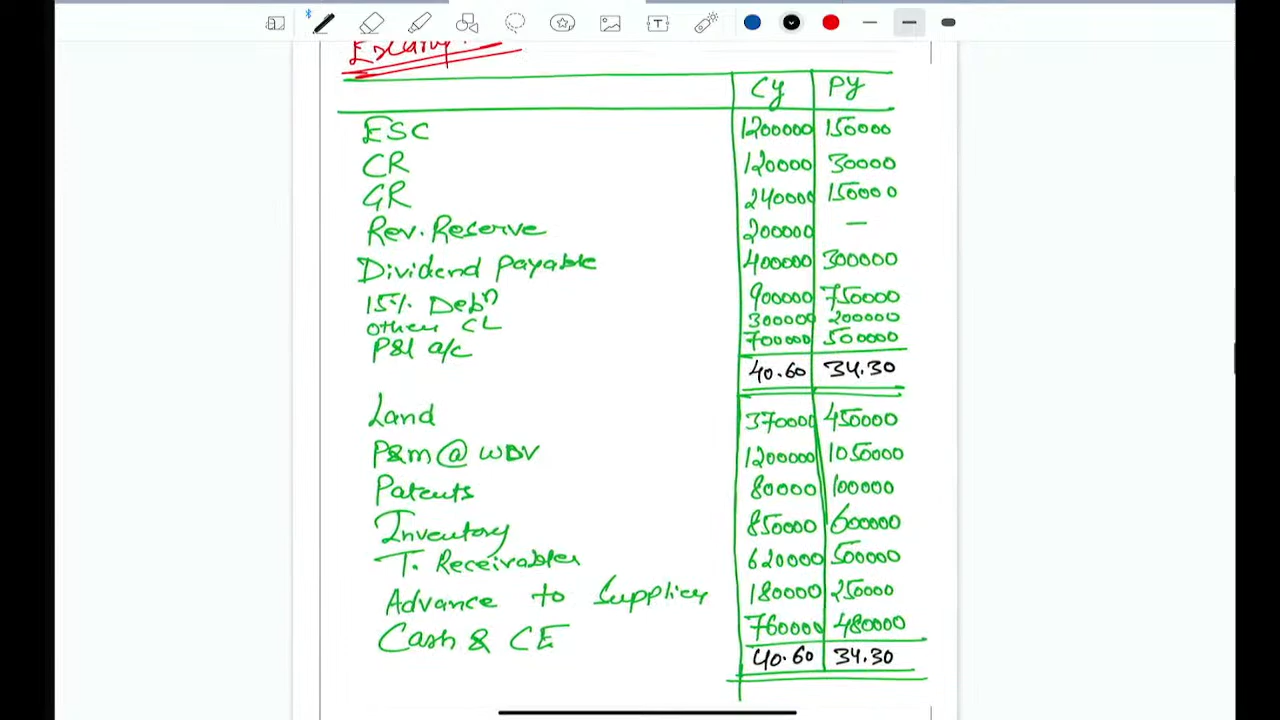 Example
CY PY
ESC 1200000 150000
CR 120000 30000
GR 240000 150000
Rev. Reserve 200000 —
Dividend Payable 400000 300000
15% Debn 900000 750000
other CL 300000 200000
P&l a/c 700000 500000
40.60 34.30
Land 370000 450000
P&m @ WDV 1200000 1050000
Patents 80000 100000
Inventory 850000 600000
T. Receivables 620000 500000
Advance to Supplier 180000 250000
Cash & CE 760000 480000
40.60 34.30